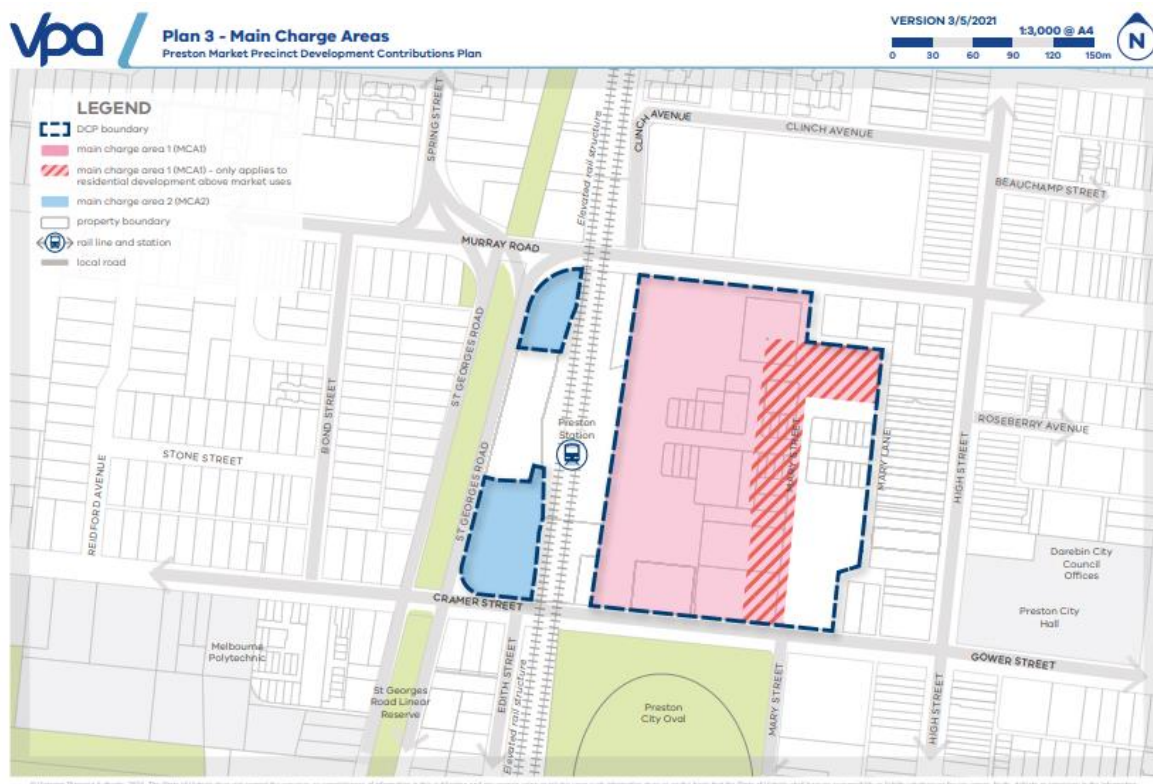 vpa
Plan 3 - Main Charge Areas
Preston Market Precinct Development Contributions Plan
VERSION 3/5/2021
1:3,000 @ A4
0 30 60 90 120 150m
N
LEGEND
DCP boundary
main charge area 1 (MCA1)
main charge area 1 (MCA1) - only applies to
residential development above market uses
main charge area 2 (MCA2)
property boundary
rail line and station
local road
SPRING STREET
Elevated rail structure
CLINCH AVENUE
CLINCH AVENUE
BEAUCHAMP STREET
MURRAY ROAD
ST GEORGES ROAD
BOND STREET
STONE STREET
REIDFORD AVENUE
ST GEORGES ROAD
Preston
Station
MARY STREET
MARY LANE
HIGH STREET
ROSEBERRY AVENUE
Darebin City
Council
Offices
Preston City
Hall
CRAMER STREET
GOWER STREET
Melbourne
Polytechnic
St Georges
Road Linear
Reserve
EDITH STREET
Elevated rail structure
Preston
City Oval
MARY STREET
HIGH STREET